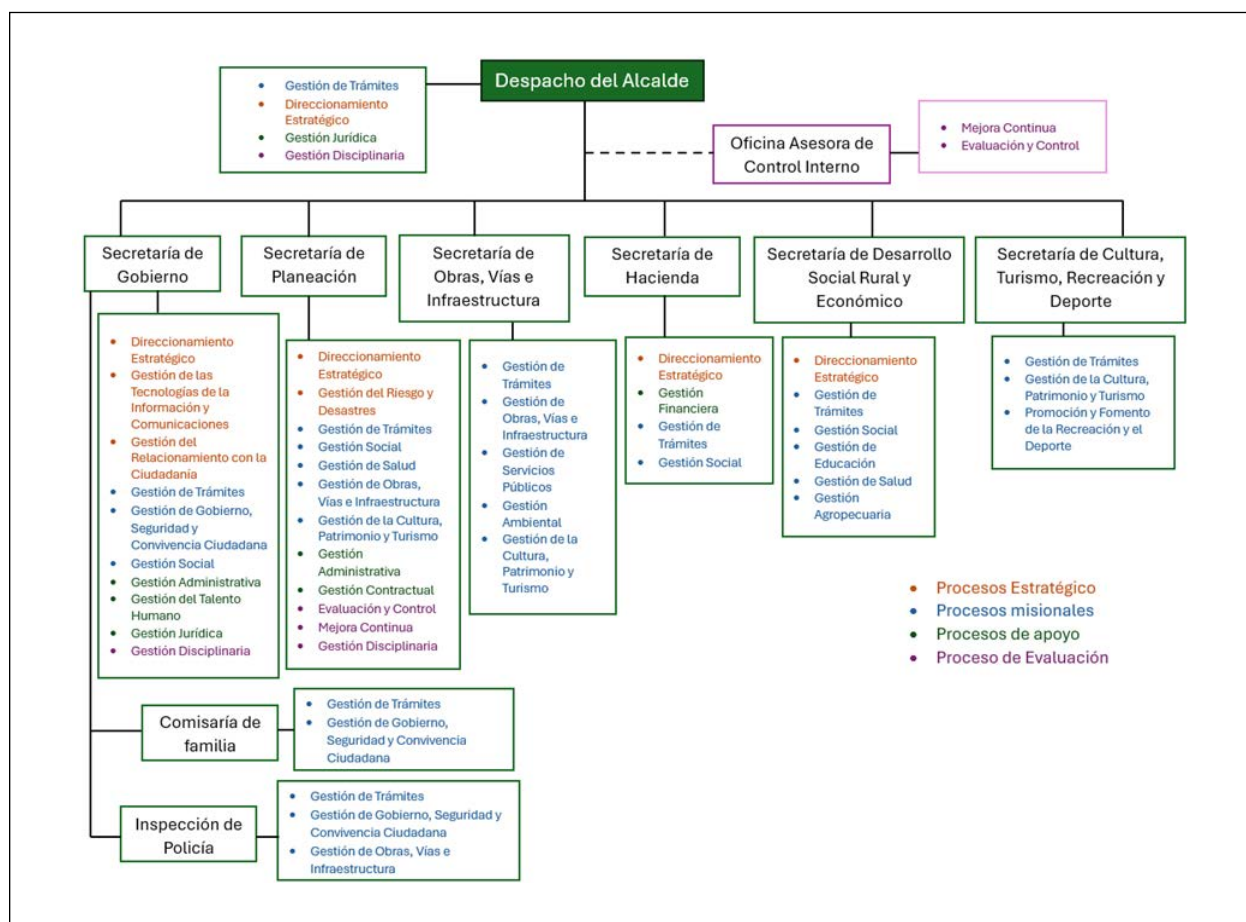 Despacho del Alcalde
• Gestión de Trámites
• Direccionamiento
Estratégico
• Gestión Jurídica
• Gestión Disciplinaria
Oficina Asesora de
Control Interno
• Mejora Continua
• Evaluación y Control
Secretaría de
Gobierno
Secretaría de
Planeación
Secretaría de
Obras, Vías e
Infraestructura
Secretaría de
Hacienda
Secretaría de Desarrollo
Social Rural y
Económico
Secretaría de Cultura,
Turismo, Recreación y
Deporte
• Direccionamiento
Estratégico
• Gestión de las
Tecnologías de la
Información y
Comunicaciones
• Gestión del
Relacionamiento con la
Ciudadanía
• Gestión de Trámites
• Gestión de Gobierno,
Seguridad y
Convivencia Ciudadana
• Gestión Social
• Gestión Administrativa
• Gestión del Talento
Humano
• Gestión Jurídica
• Gestión Disciplinaria
• Direccionamiento
Estratégico
• Gestión del Riesgo y
Desastres
• Gestión de Trámites
• Gestión Social
• Gestión de Salud
• Gestión de Obras,
Vías e Infraestructura
• Gestión de la Cultura,
Patrimonio y Turismo
• Gestión
Administrativa
• Gestión Contractual
• Evaluación y Control
• Mejora Continua
• Gestión Disciplinaria
• Gestión de
Trámites
• Gestión de
Obras, Vías e
Infraestructura
• Gestión de
Servicios
Públicos
• Gestión
Ambiental
• Gestión de la
Cultura,
Patrimonio y
Turismo
• Direccionamiento
Estratégico
• Gestión
Financiera
• Gestión de
Trámites
• Gestión Social
• Direccionamiento
Estratégico
• Gestión de
Trámites
• Gestión Social
• Gestión de
Educación
• Gestión de Salud
• Gestión
Agropecuaria
• Gestión de Trámites
• Gestión de la Cultura,
Patrimonio y Turismo
• Promoción y Fomento
de la Recreación y el
Deporte
• Procesos Estratégico
• Procesos misionales
• Procesos de apoyo
• Proceso de Evaluación
Comisaría de
familia
• Gestión de Trámites
• Gestión de Gobierno,
Seguridad y Convivencia
Ciudadana
Inspección de
Policía
• Gestión de Trámites
• Gestión de Gobierno, Seguridad y
Convivencia Ciudadana
• Gestión de Obras, Vías e
Infraestructura